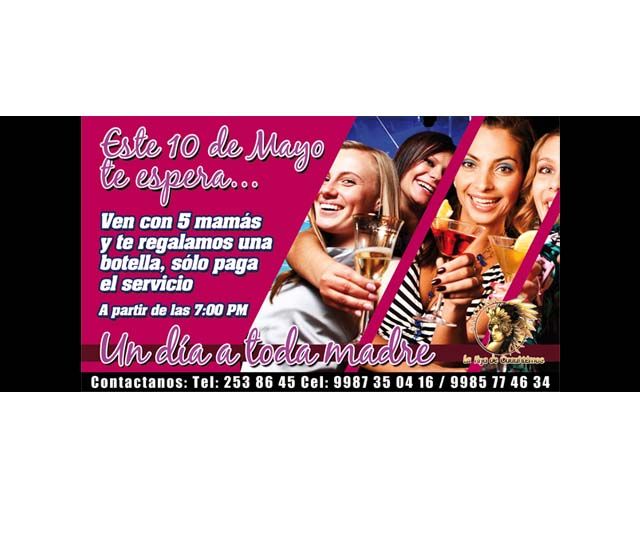 Este 10 de Mayo
te espera...
Ven con 5 mamás
y te regalamos una
botella, sólo paga
el servicio
A partir de las 7:00 PM
Un día a toda madre
Contactanos: Tel: 253 86 45 Cel: 9987 35 04 16 / 9985 77 46 34